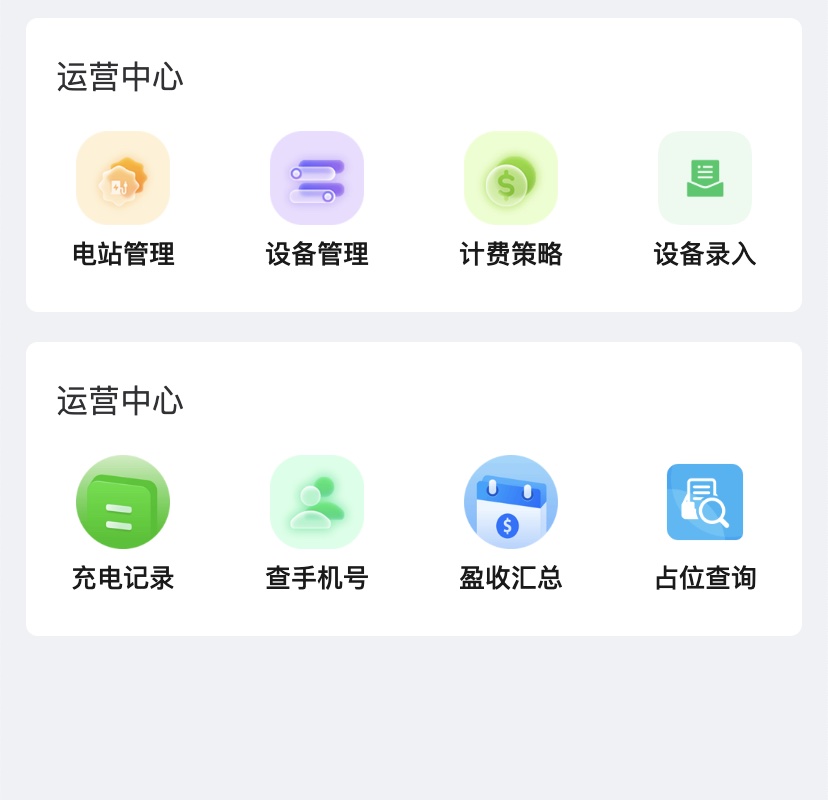 运营中心
电站管理 设备管理 计费策略 设备录入
运营中心
充电记录 查手机号 盈收汇总 占位查询